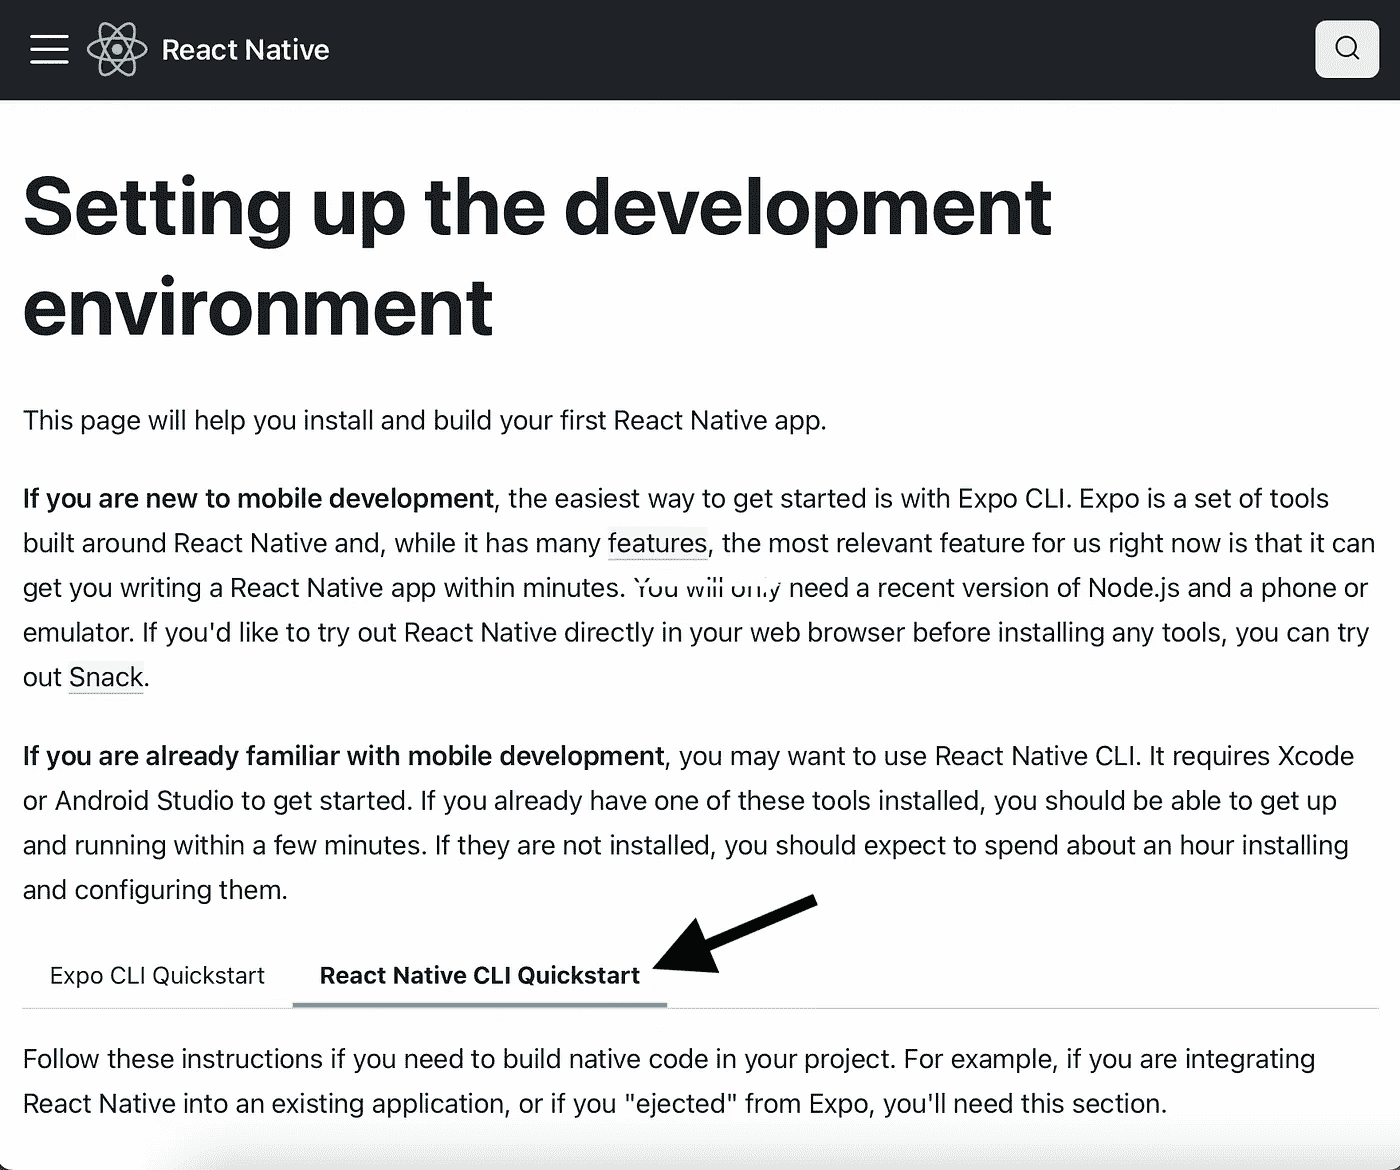 React Native
Setting up the development
environment
This page will help you install and build your first React Native app.
If you are new to mobile development, the easiest way to get started is with Expo CLI. Expo is a set of tools
built around React Native and, while it has many features, the most relevant feature for us right now is that it can
get you writing a React Native app within minutes. You will only need a recent version of Node.js and a phone or
emulator. If you'd like to try out React Native directly in your web browser before installing any tools, you can try
out Snack.
If you are already familiar with mobile development, you may want to use React Native CLI. It requires Xcode
or Android Studio to get started. If you already have one of these tools installed, you should be able to get up
and running within a few minutes. If they are not installed, you should expect to spend about an hour installing
and configuring them.
Expo CLI Quickstart React Native CLI Quickstart
Follow these instructions if you need to build native code in your project. For example, if you are integrating
React Native into an existing application, or if you "ejected" from Expo, you'll need this section.